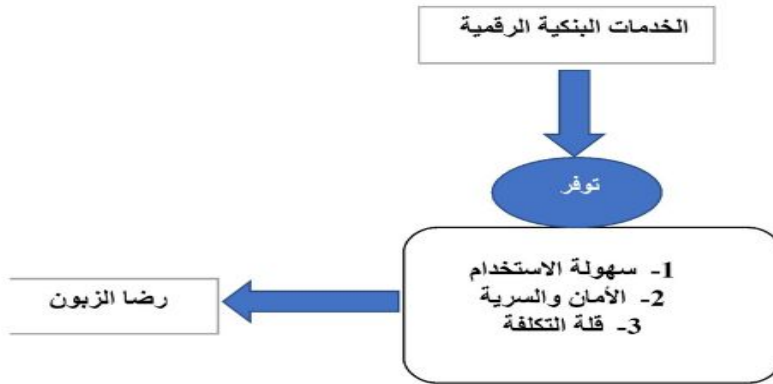 الخدمات البنكية الرقمية
توفر
1- سهولة الاستخدام
2- الأمان والسرية
3- قلة التكلفة
رضا الزبون